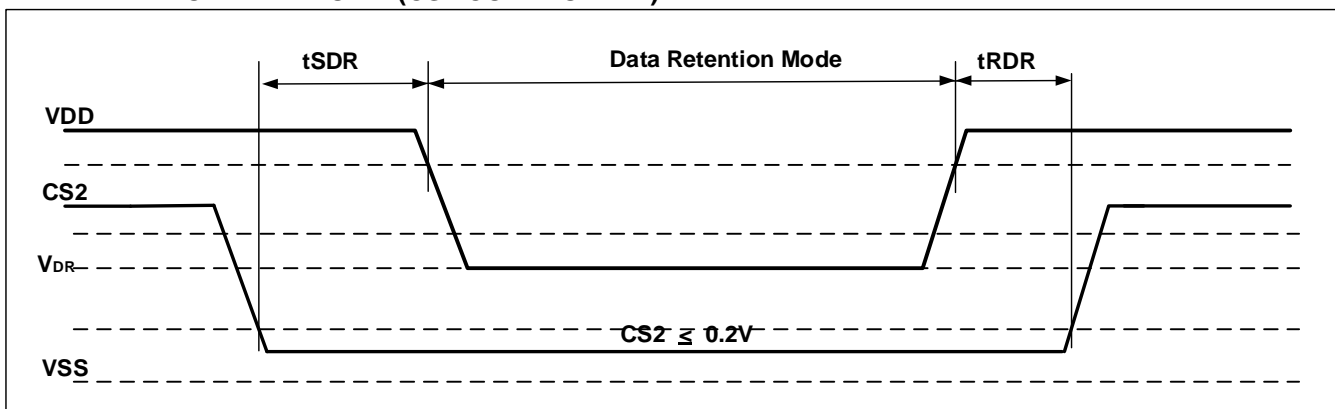 tSDR Data Retention Mode tRDR
VDD
CS2
VDR
CS2 ≤ 0.2V
VSS